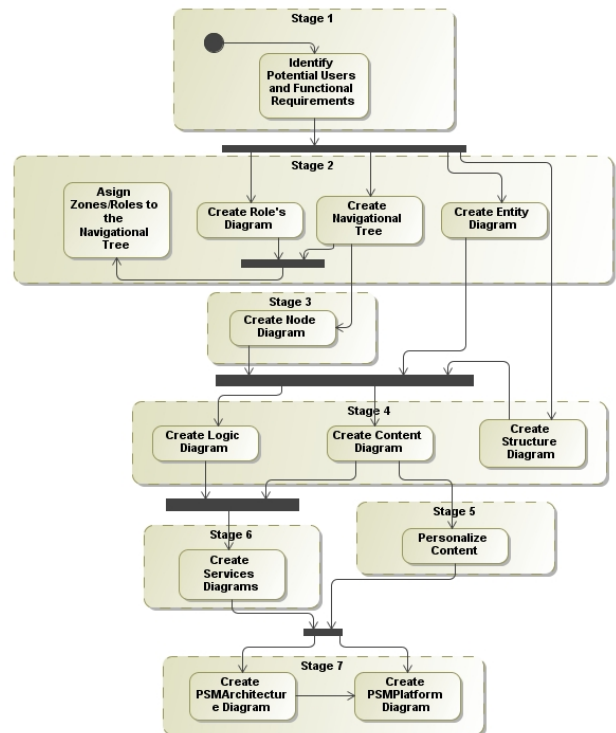 Stage 1
Identify
Potential Users
and Functional
Requirements
Stage 2
Asign
Zones/Roles to
the
Navigational
Tree
Create Role's
Diagram
Create
Navigational
Tree
Create Entity
Diagram
Stage 3
Create Node
Diagram
Stage 4
Create Logic
Diagram
Create Content
Diagram
Create
Structure
Diagram
Stage 5
Personalize
Content
Stage 6
Create
Services
Diagrams
Stage 7
Create
PSMArchitectur
e Diagram
Create
PSMPlatform
Diagram